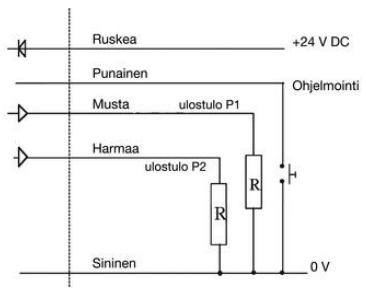 Ruskea
+24 V DC
Punainen
Ohjelmointi
Musta
ulostulo P1
Harmaa
ulostulo P2
R
R
Sininen
0 V